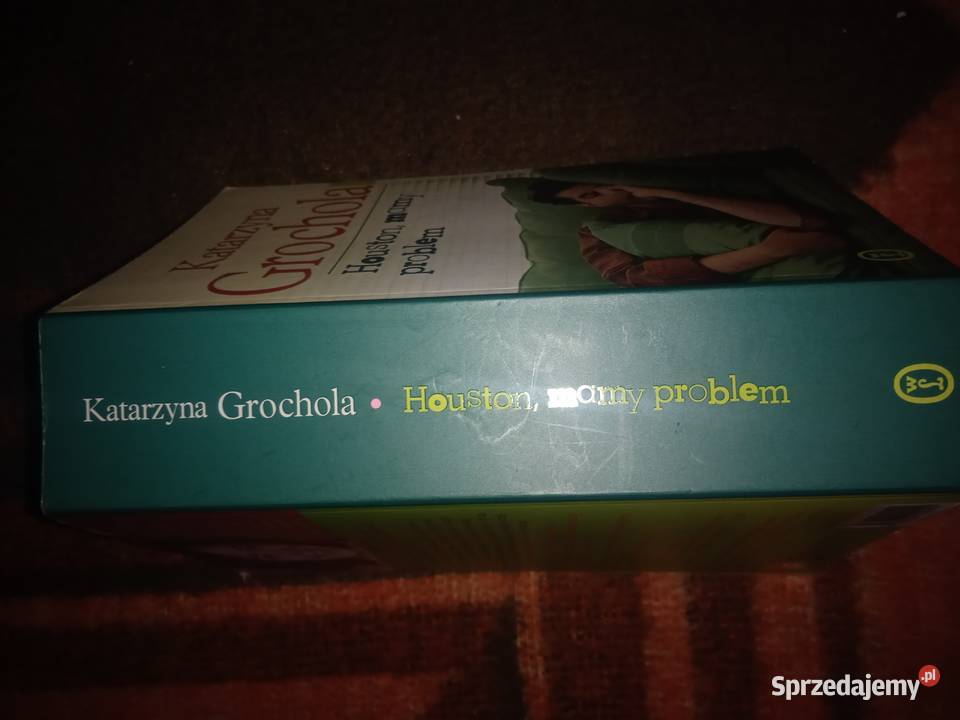 Katarzyna
Grochola
Houston, mamy
problem
Katarzyna Grochola • Houston, mamy problem
Sprzedajemy.pl